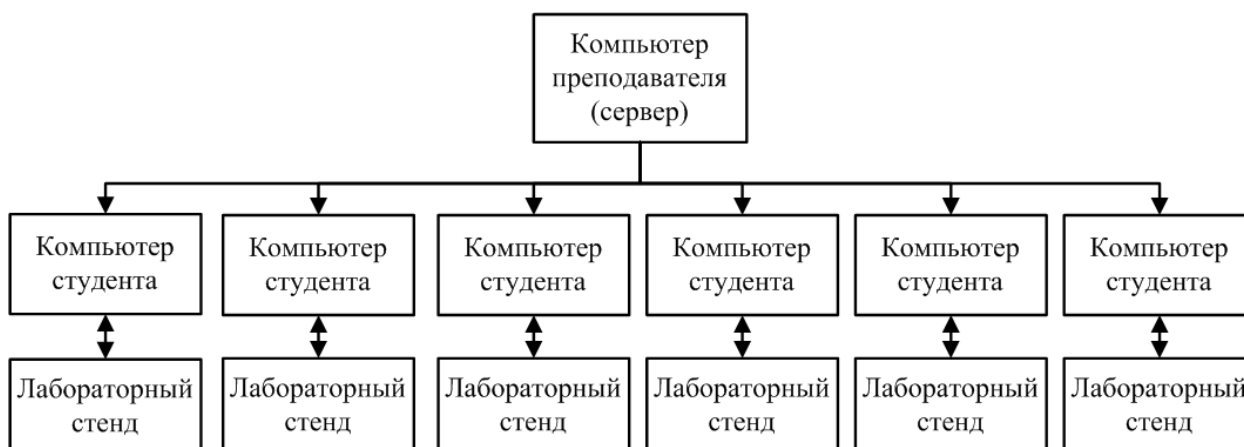 Компьютер
преподавателя
(сервер)
Компьютер
студента
Компьютер
студента
Компьютер
студента
Компьютер
студента
Компьютер
студента
Компьютер
студента
Лабораторный
стенд
Лабораторный
стенд
Лабораторный
стенд
Лабораторный
стенд
Лабораторный
стенд
Лабораторный
стенд